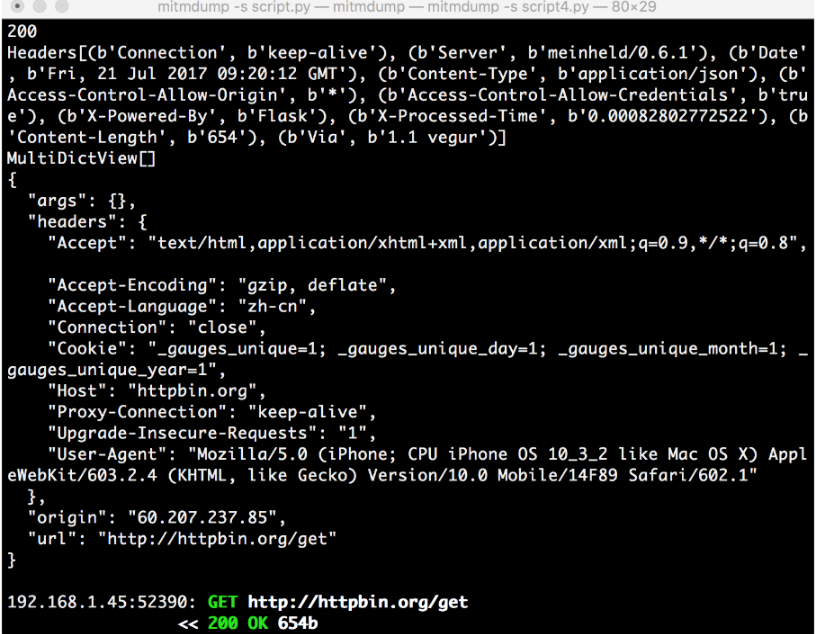 mitmdump -s script.py — mitmdump — mitmdump -s script4.py — 80×29
200
Headers[(b'Connection', b'keep-alive'), (b'Server', b'meinheld/0.6.1'), (b'Date'
, b'Fri, 21 Jul 2017 09:20:12 GMT'), (b'Content-Type', b'application/json'), (b'
Access-Control-Allow-Origin', b'*'), (b'Access-Control-Allow-Credentials', b'tru
e'), (b'X-Powered-By', b'Flask'), (b'X-Processed-Time', b'0.00082802772522'), (b
'Content-Length', b'654'), (b'Via', b'1.1 vegur')]
MultiDictView[]
{
  "args": {},
  "headers": {
    "Accept": "text/html,application/xhtml+xml,application/xml;q=0.9,*/*;q=0.8",
    "Accept-Encoding": "gzip, deflate",
    "Accept-Language": "zh-cn",
    "Connection": "close",
    "Cookie": "_gauges_unique=1; _gauges_unique_day=1; _gauges_unique_month=1; _
gauges_unique_year=1",
    "Host": "httpbin.org",
    "Proxy-Connection": "keep-alive",
    "Upgrade-Insecure-Requests": "1",
    "User-Agent": "Mozilla/5.0 (iPhone; CPU iPhone OS 10_3_2 like Mac OS X) Appl
eWebKit/603.2.4 (KHTML, like Gecko) Version/10.0 Mobile/14F89 Safari/602.1"
  },
  "origin": "60.207.237.85",
  "url": "http://httpbin.org/get"
}
192.168.1.45:52390: GET http://httpbin.org/get
<< 200 OK 654b